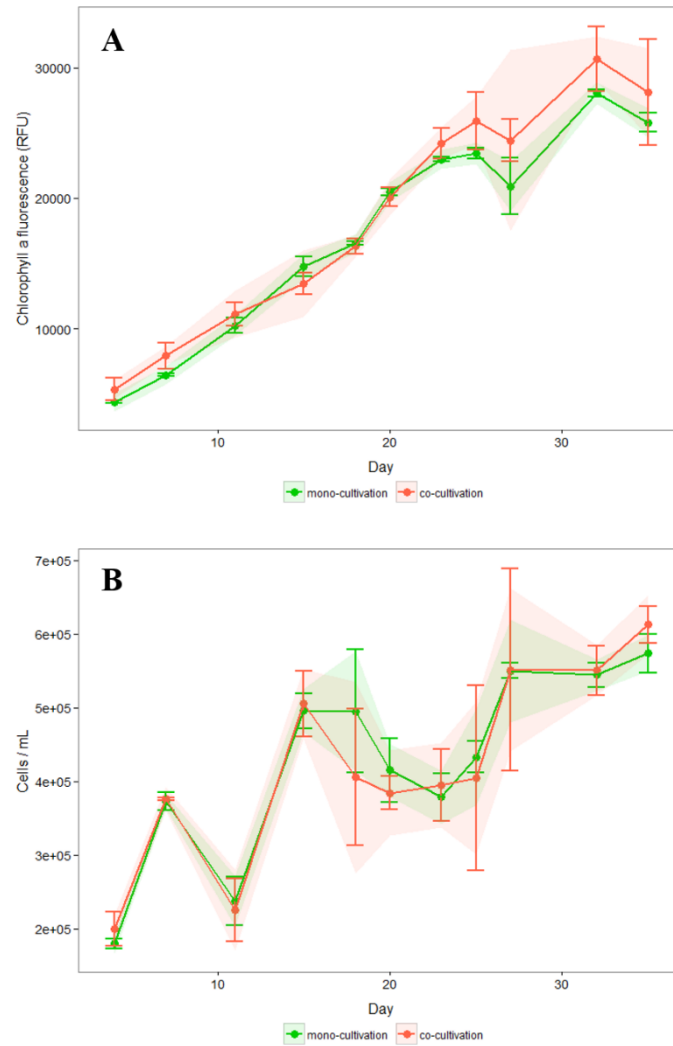 A
Chlorophyll a fluorescence (RFU)
30000
20000
10000
10
20
30
Day
mono-cultivation
co-cultivation
B
Cells / mL
7e+05
6e+05
5e+05
4e+05
3e+05
2e+05
10
20
30
Day
mono-cultivation
co-cultivation